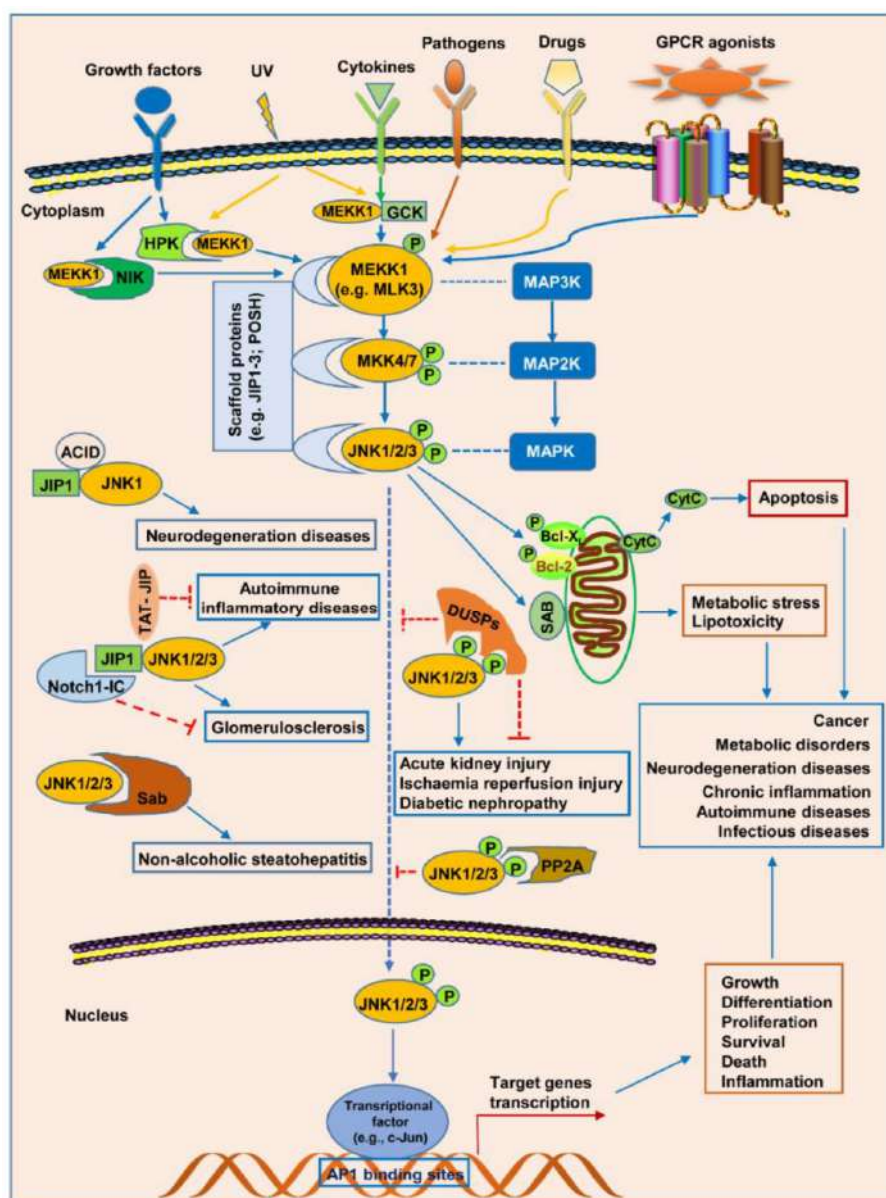 Growth factors
UV
Cytokines
Pathogens
Drugs
GPCR agonists
Cytoplasm
MEKK1
GCK
HPK
MEKK1
MEKK1
NIK
P
MEKK1
(e.g. MLK3)
MAP3K
Scaffold proteins
(e.g. JIP1-3; POSH)
MKK4/7
P
P
MAP2K
JNK1/2/3
P
P
MAPK
ACID
JIP1
JNK1
Neurodegeneration diseases
P
Bcl-XL
P
Bcl-2
CytC
CytC
Apoptosis
SAB
Metabolic stress
Lipotoxicity
TAT- JIP
Autoimmune
inflammatory diseases
JIP1
JNK1/2/3
Notch1-IC
Glomerulosclerosis
DUSPs
P
P
JNK1/2/3
Acute kidney injury
Ischaemia reperfusion injury
Diabetic nephropathy
Cancer
Metabolic disorders
Neurodegeneration diseases
Chronic inflammation
Autoimmune diseases
Infectious diseases
JNK1/2/3
Sab
Non-alcoholic steatohepatitis
P
JNK1/2/3
P
PP2A
Nucleus
P
JNK1/2/3
P
Growth
Differentiation
Proliferation
Survival
Death
Inflammation
Transriptional
factor
(e.g., c-Jun)
Target genes
transcription
AP1 binding sites